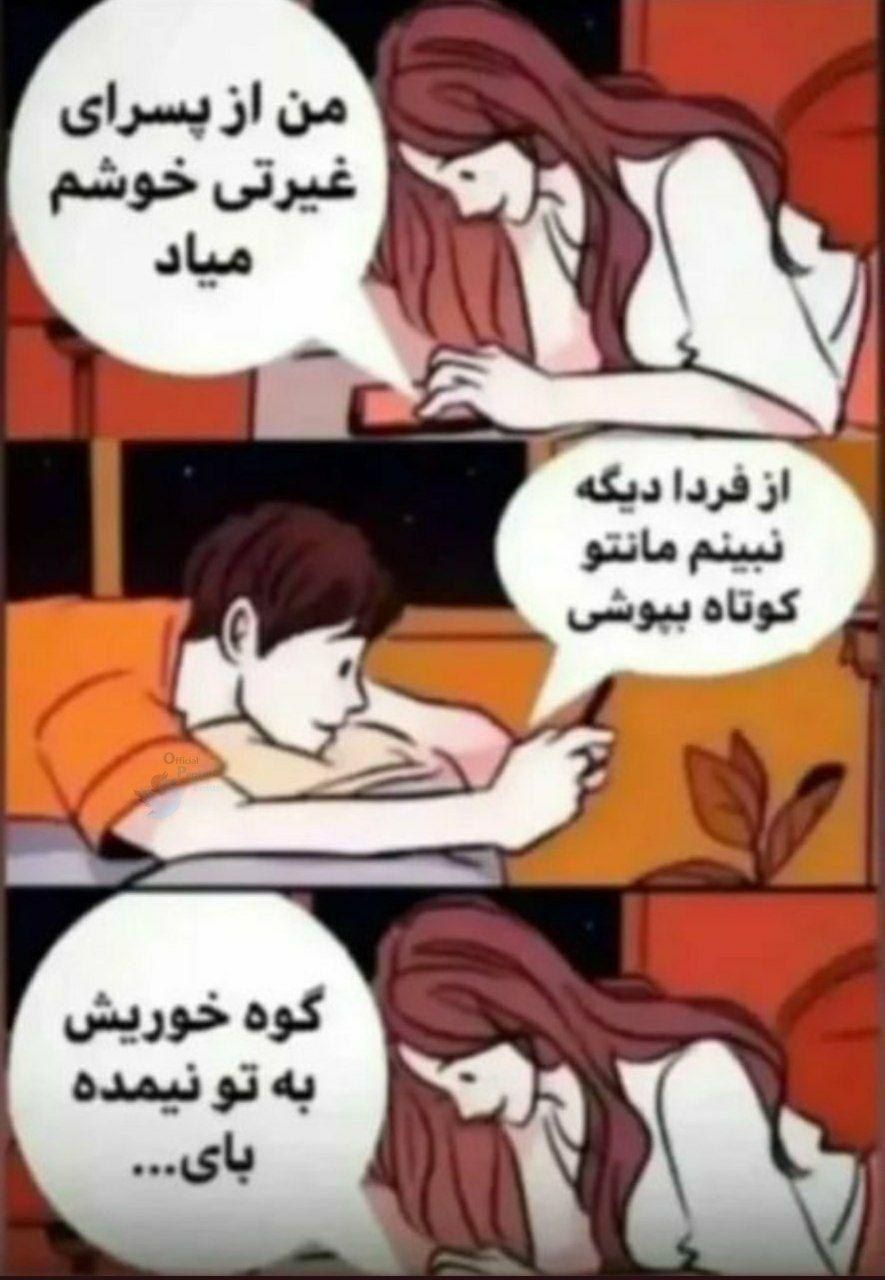 من از پسرای
غیرتی خوشم
میاد
از فردا دیگه
نبینم مانتو
کوتاه بپوشی
Official
گوه خوریش
به تو نیمده
بای...